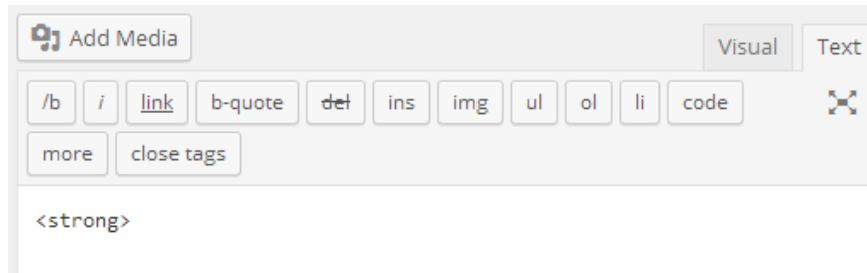 Add Media
Visual Text
/b i link b-quote del ins img ul ol li code
more close tags
<strong>